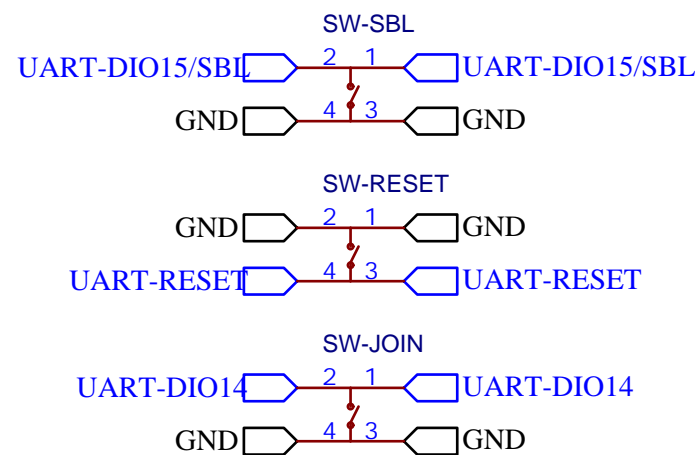 SW-SBL
UART-DIO15/SBL 2 1 UART-DIO15/SBL
GND 4 3 GND
SW-RESET
GND 2 1 GND
UART-RESET 4 3 UART-RESET
SW-JOIN
UART-DIO14 2 1 UART-DIO14
GND 4 3 GND